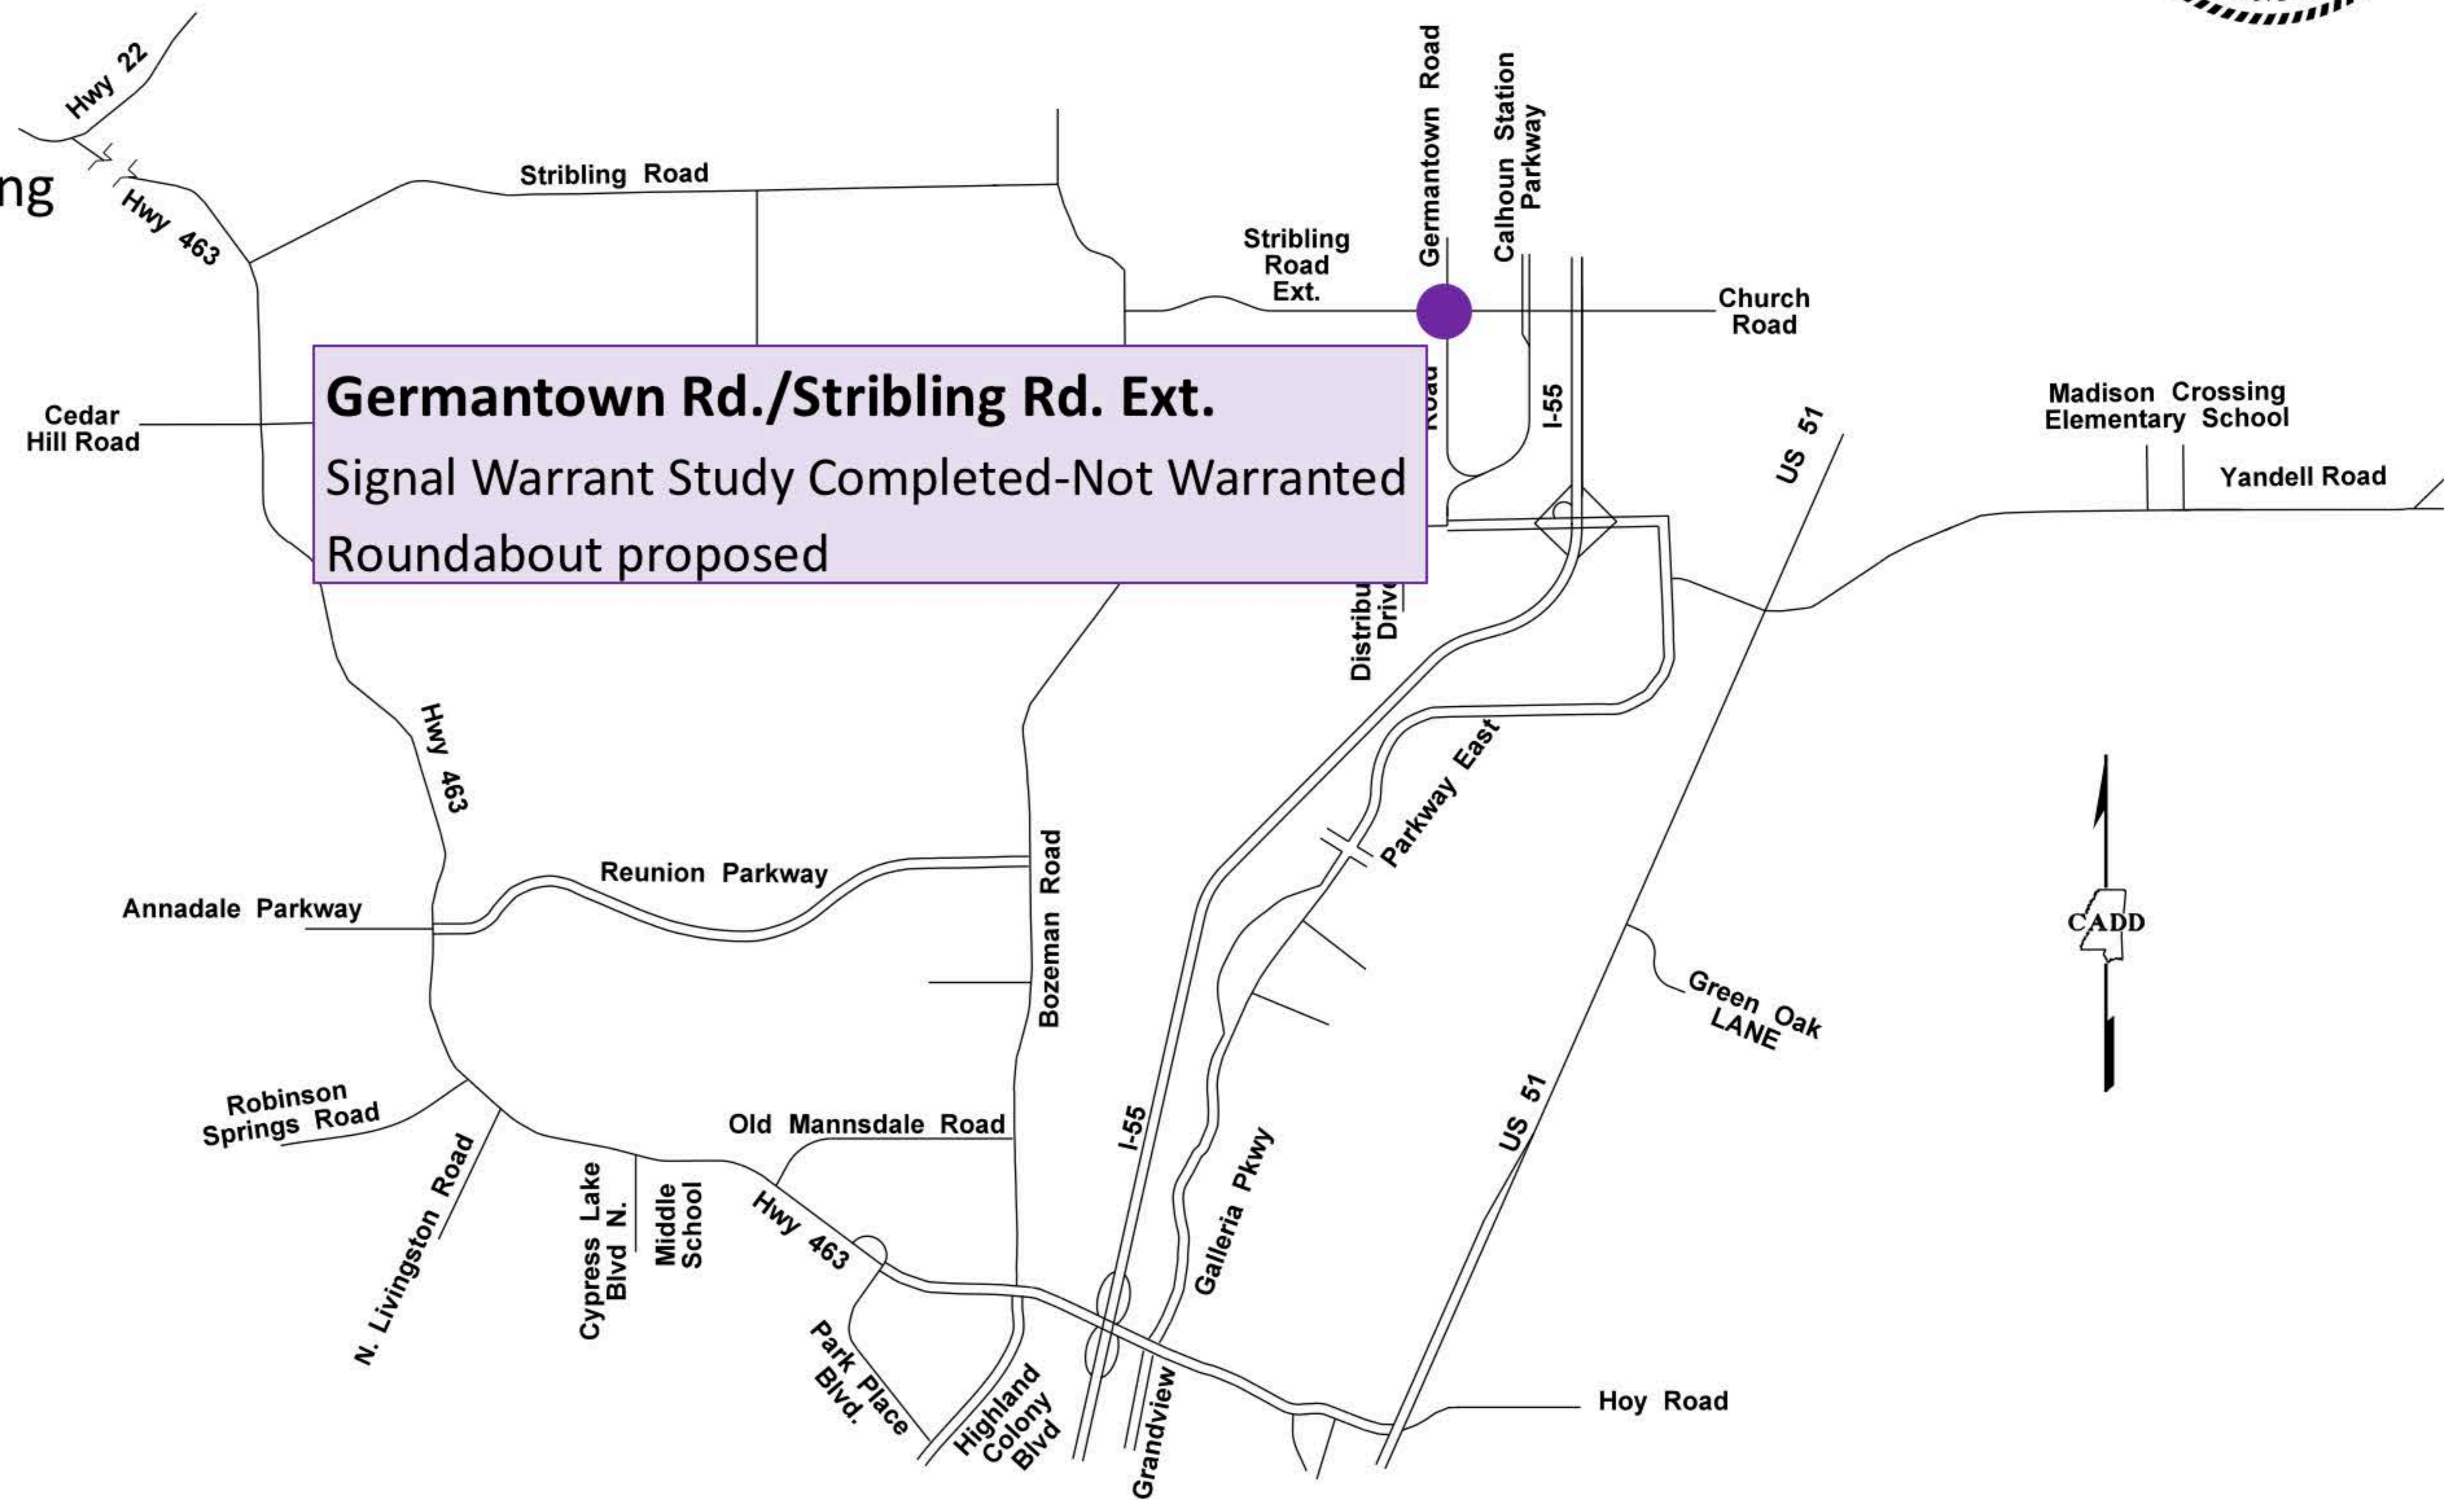 Hwy 22
ng
Hwy 463
Stribling Road
Stribling
Road
Ext.
Germantown Road
Calhoun Station
Parkway
Church
Road
Cedar
Hill Road
Germantown Rd./Stribling Rd. Ext.
Signal Warrant Study Completed-Not Warranted
Roundabout proposed
Road
I-55
US 51
Madison Crossing
Elementary School
Yandell Road
Distribu
Drive
Hwy 463
Parkway East
Reunion Parkway
Annadale Parkway
Bozeman Road
CADD
Green Oak
LANE
Robinson
Springs Road
Old Mannsdale Road
I-55
US 51
N. Livingston Road
Cypress Lake
Blvd N.
Middle
School
Hwy 463
Galleria Pkwy
Park Place
Blvd.
Highland
Colony
Blvd
Grandview
Hoy Road